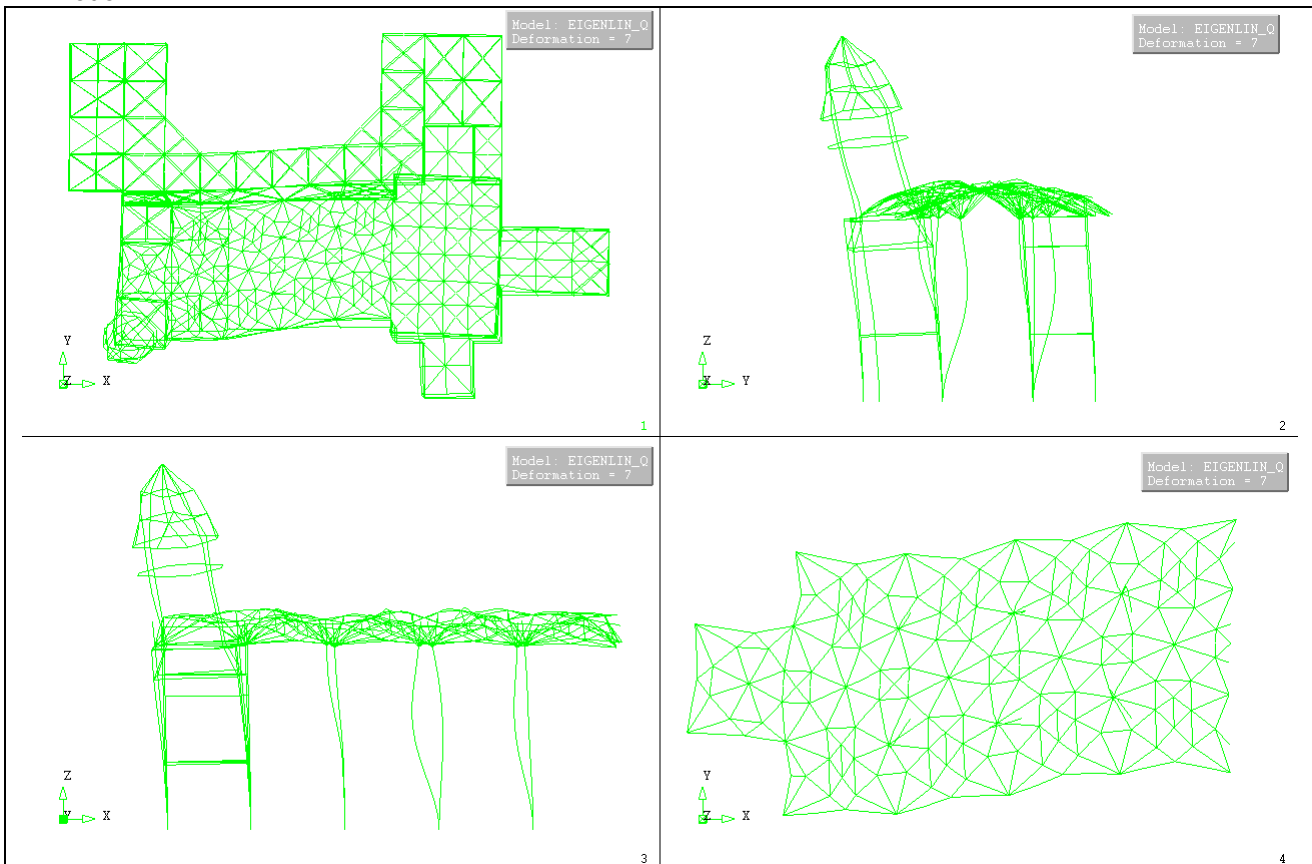 Model: EIGENLIN_Q
Deformation = 7
Y
Z X
1
Model: EIGENLIN_Q
Deformation = 7
Z
X Y
2
Model: EIGENLIN_Q
Deformation = 7
Z
Y X
3
Model: EIGENLIN_Q
Deformation = 7
Y
Z X
4